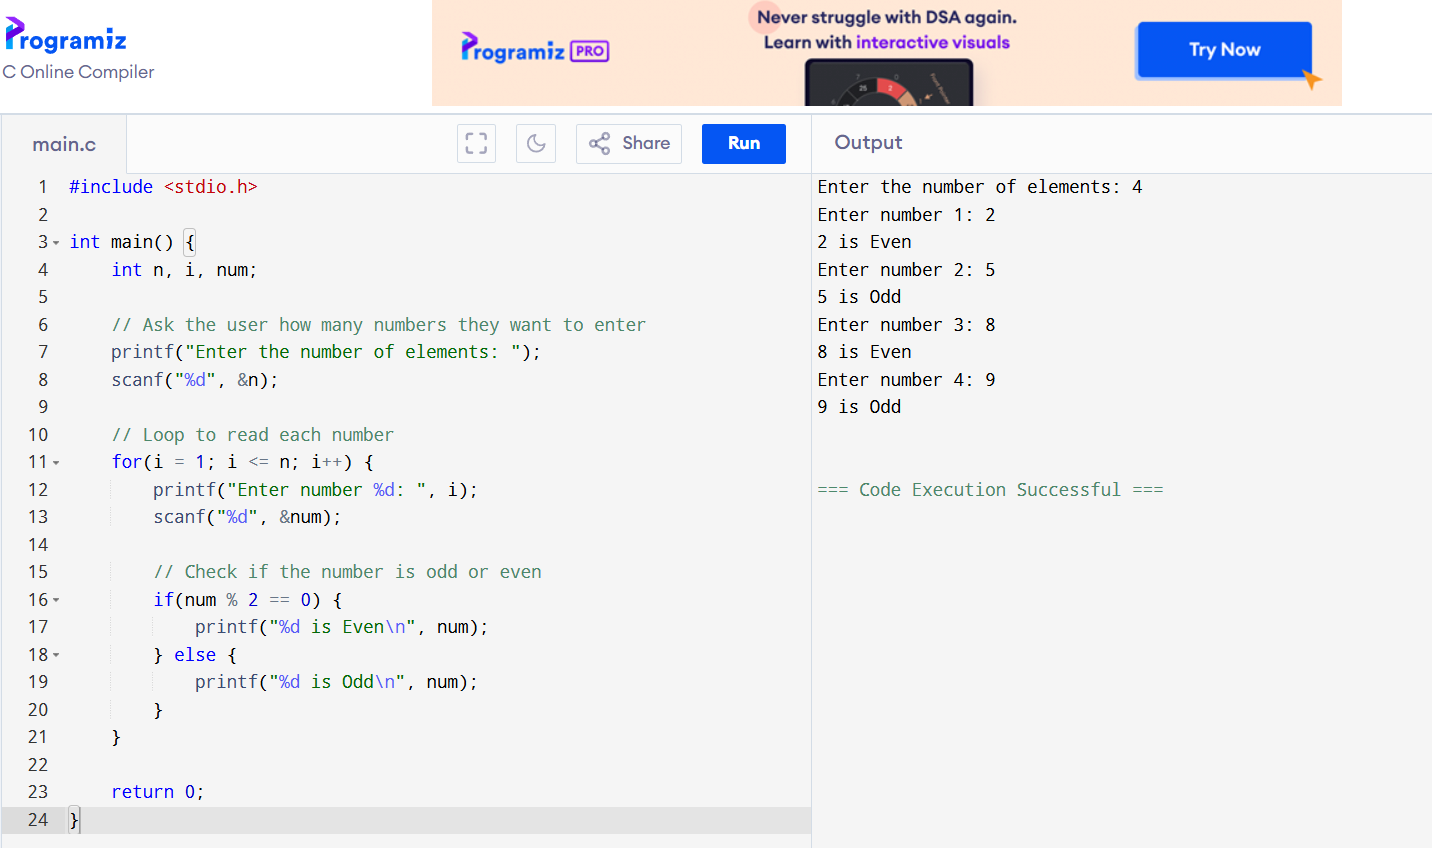 Programiz
C Online Compiler
Programiz PRO
Never struggle with DSA again.
Learn with interactive visuals
Try Now
main.c
Share
Run
Output
1 #include <stdio.h>
2
3 int main() {
4     int n, i, num;
5
6     // Ask the user how many numbers they want to enter
7     printf("Enter the number of elements: ");
8     scanf("%d", &n);
9
10     // Loop to read each number
11     for(i = 1; i <= n; i++) {
12         printf("Enter number %d: ", i);
13         scanf("%d", &num);
14
15         // Check if the number is odd or even
16         if(num % 2 == 0) {
17             printf("%d is Even\n", num);
18         } else {
19             printf("%d is Odd\n", num);
20         }
21     }
22
23     return 0;
24 }
Enter the number of elements: 4
Enter number 1: 2
2 is Even
Enter number 2: 5
5 is Odd
Enter number 3: 8
8 is Even
Enter number 4: 9
9 is Odd
=== Code Execution Successful ===